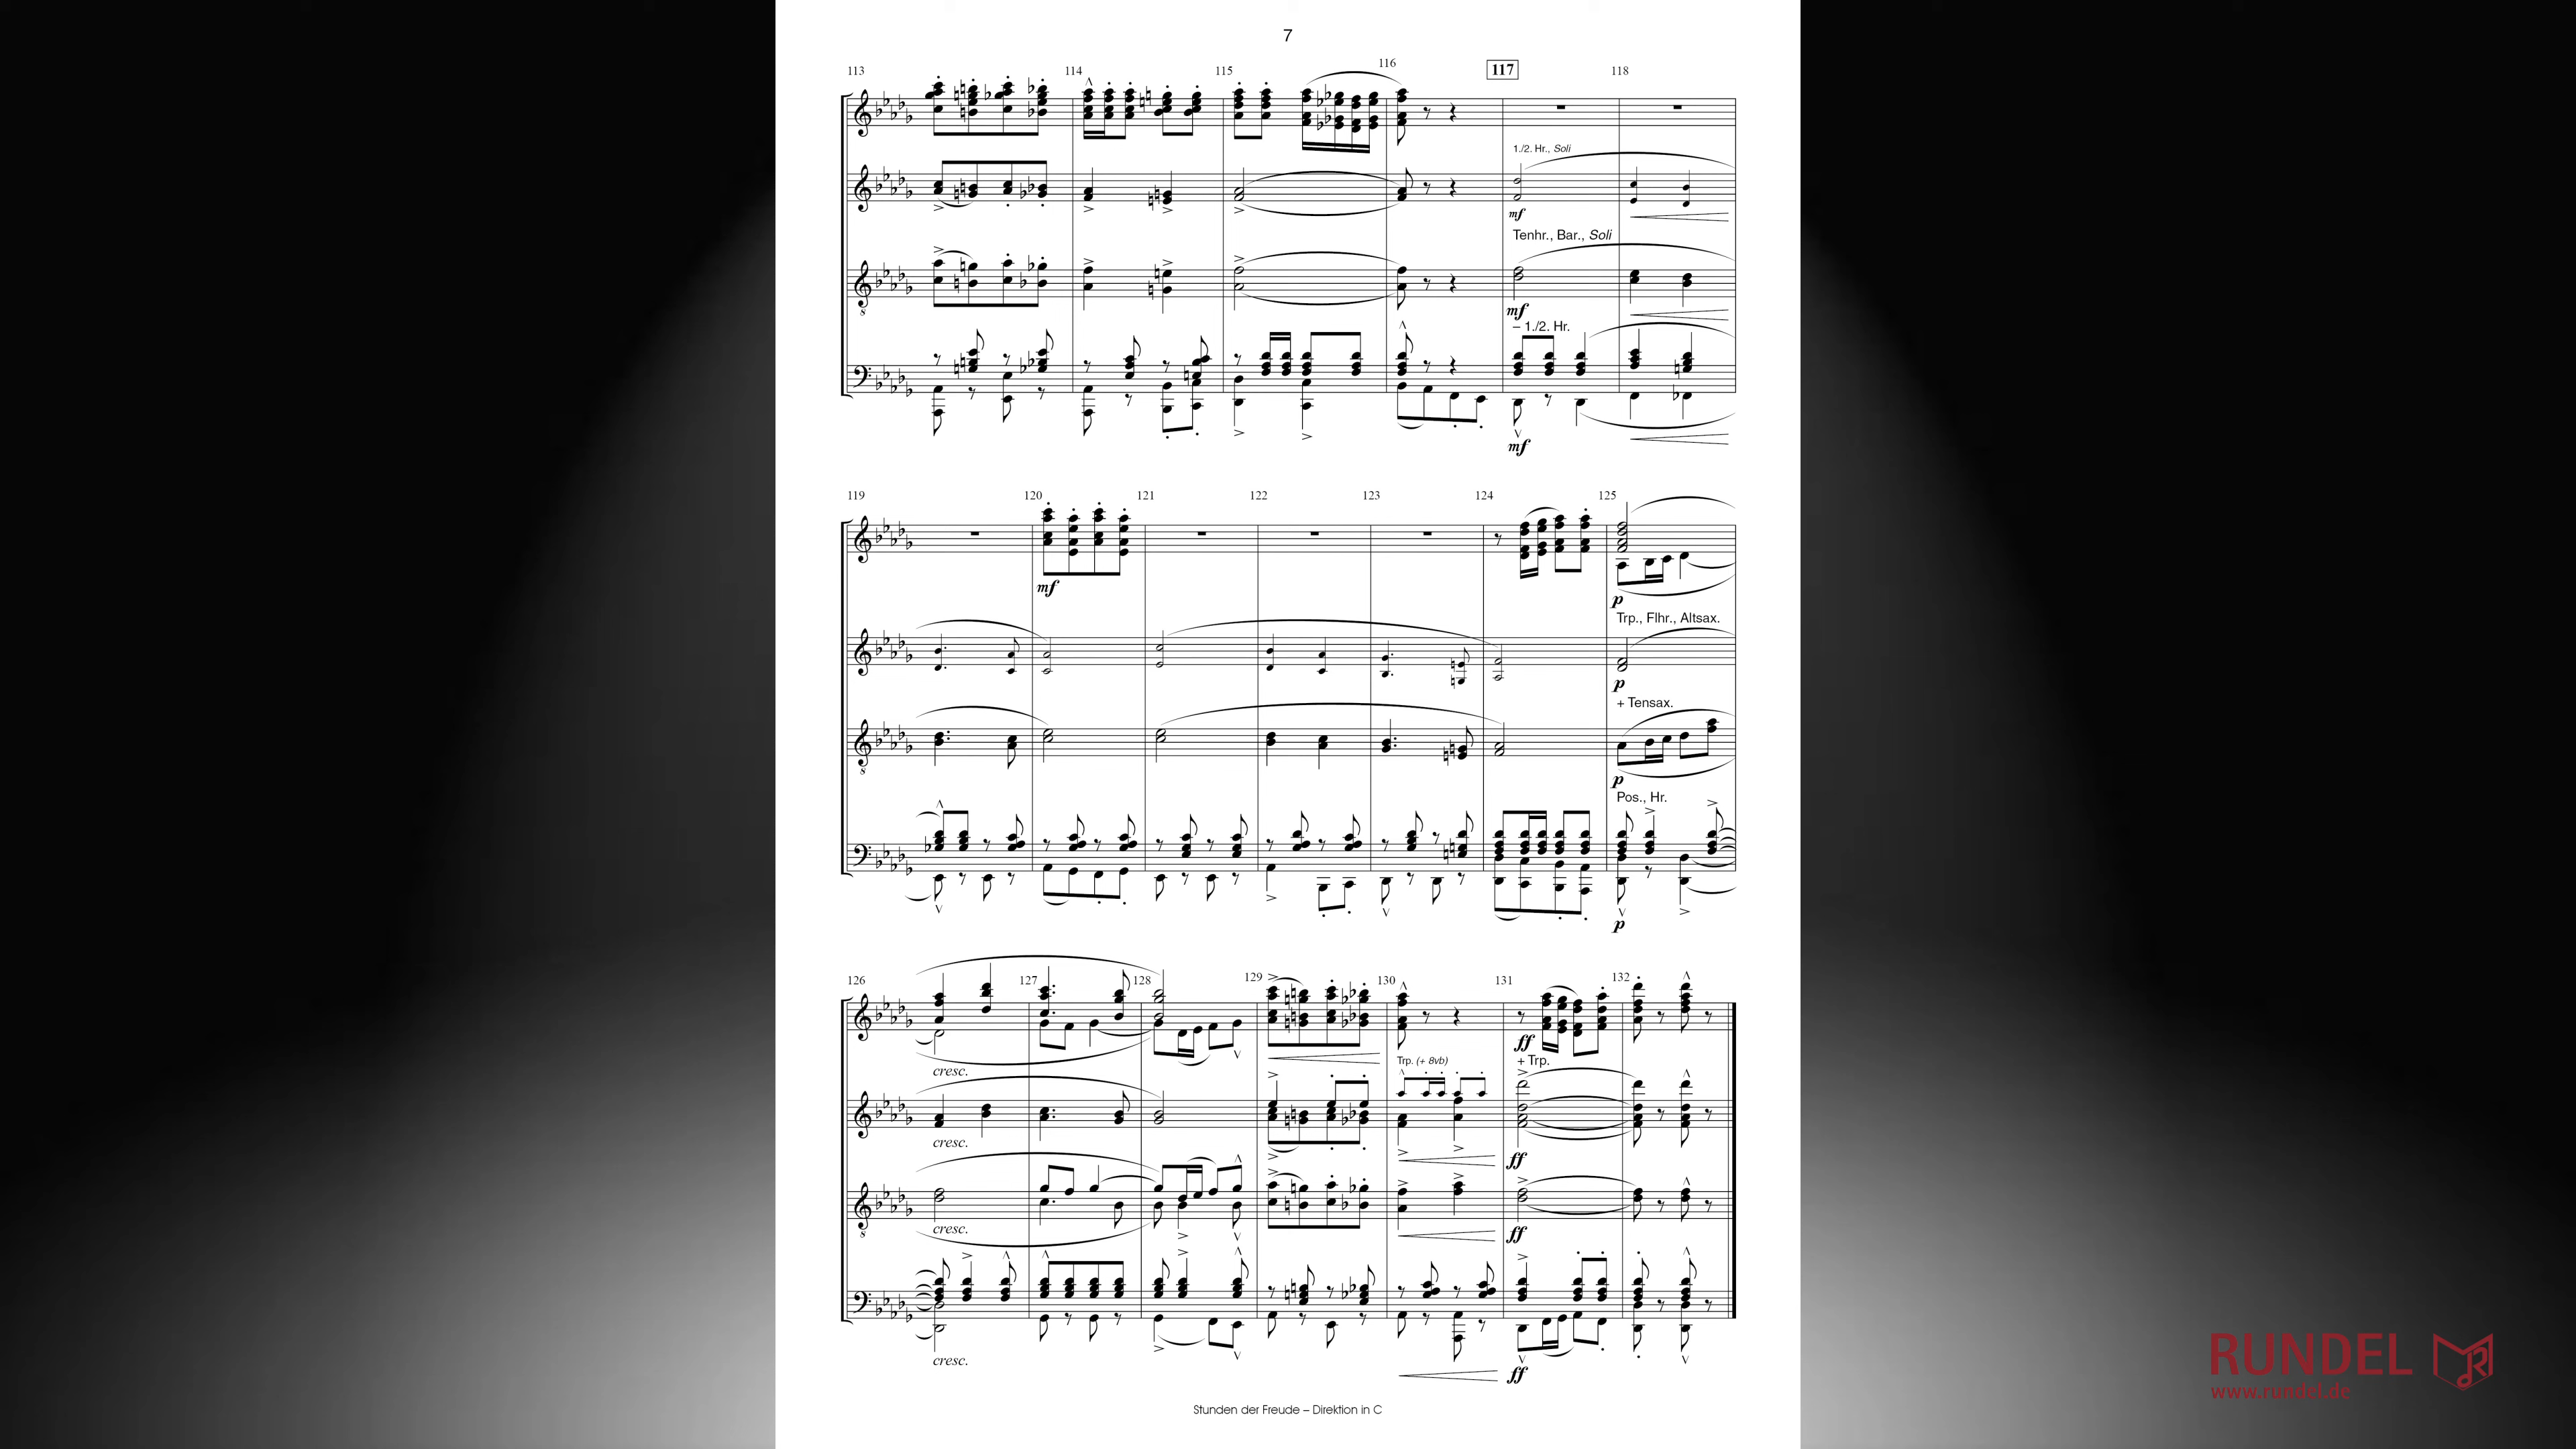 7
113 114 115 116 117 118
1./2. Hr., Soli
mf
Tenhr., Bar., Soli
mf
– 1./2. Hr.
mf
119 120 121 122 123 124 125
mf
p
Trp., Flhr., Altsax.
p
+ Tensax.
p
Pos., Hr.
p
126 127 128 129 130 131 132
ff
cresc.
Trp. (+ 8vb)
+ Trp.
cresc.
ff
cresc.
ff
cresc.
ff
Stunden der Freude – Direktion in C
RUNDEL
www.rundel.de